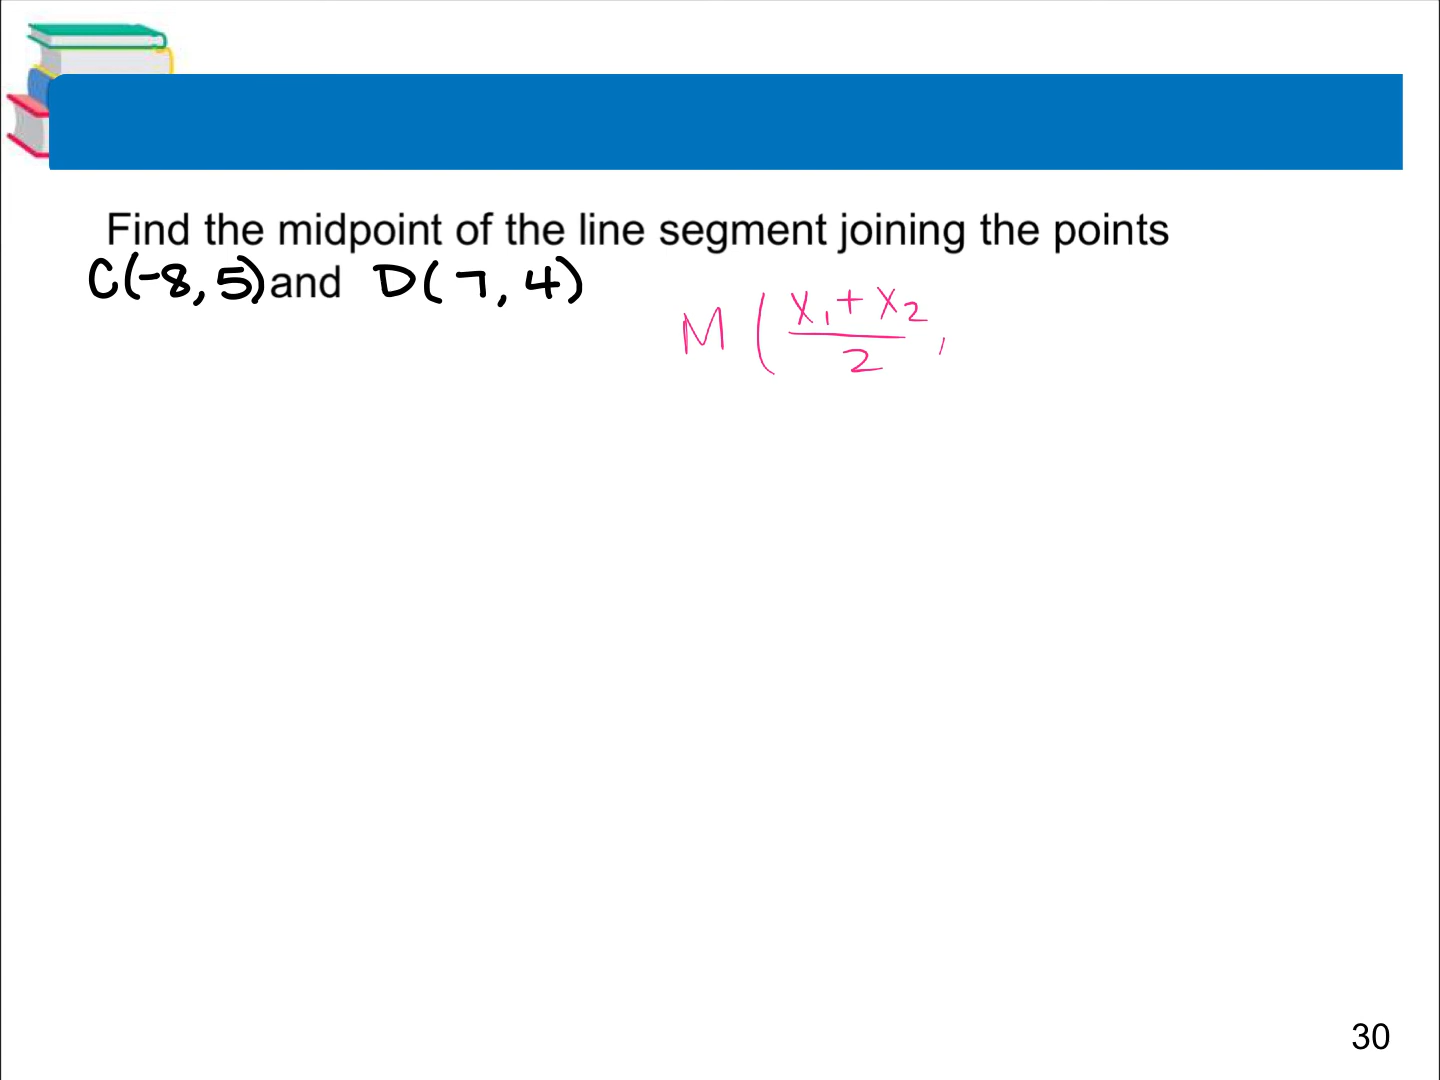 Find the midpoint of the line segment joining the points
C(-8, 5) and D(7, 4)
M ( x₁ + x₂ / 2 ,
30